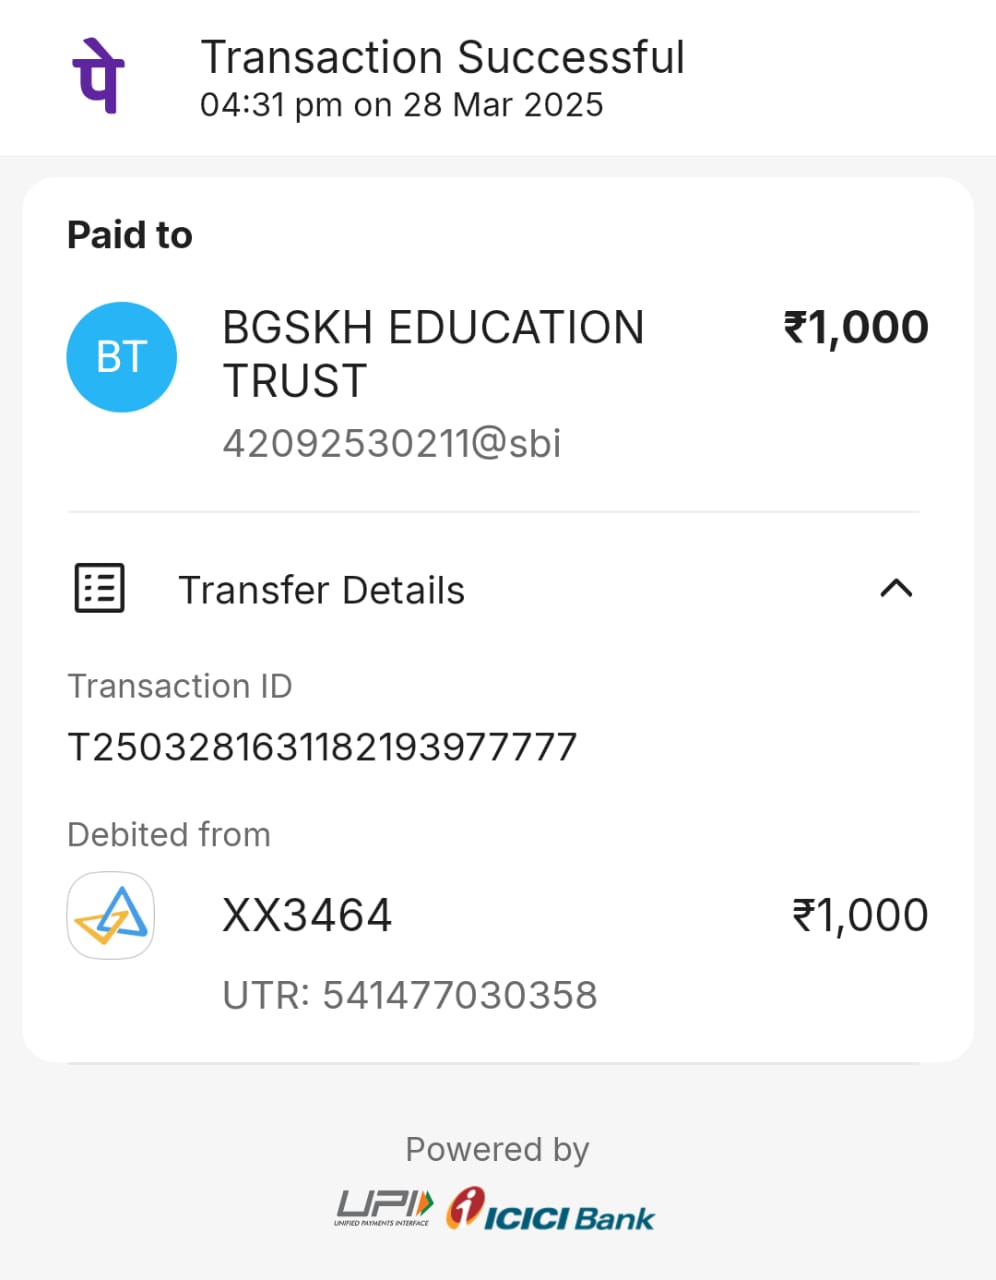 पे
Transaction Successful
04:31 pm on 28 Mar 2025
Paid to
BT
BGSKH EDUCATION
TRUST
₹1,000
42092530211@sbi
Transfer Details
Transaction ID
T2503281631182193977777
Debited from
XX3464
₹1,000
UTR: 541477030358
Powered by
UPI
UNIFIED PAYMENTS INTERFACE
ICICI Bank